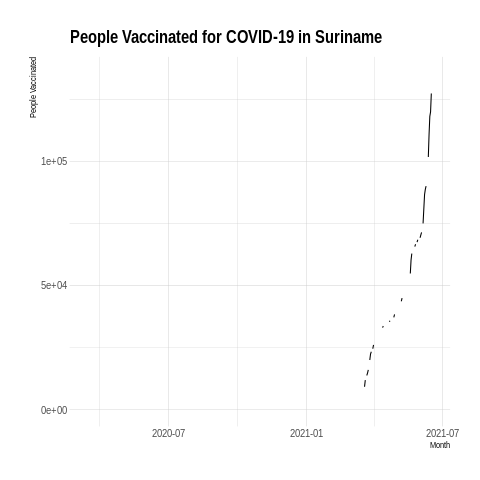 People Vaccinated for COVID-19 in Suriname
People Vaccinated
1e+05
5e+04
0e+00
2020-07
2021-01
2021-07
Month